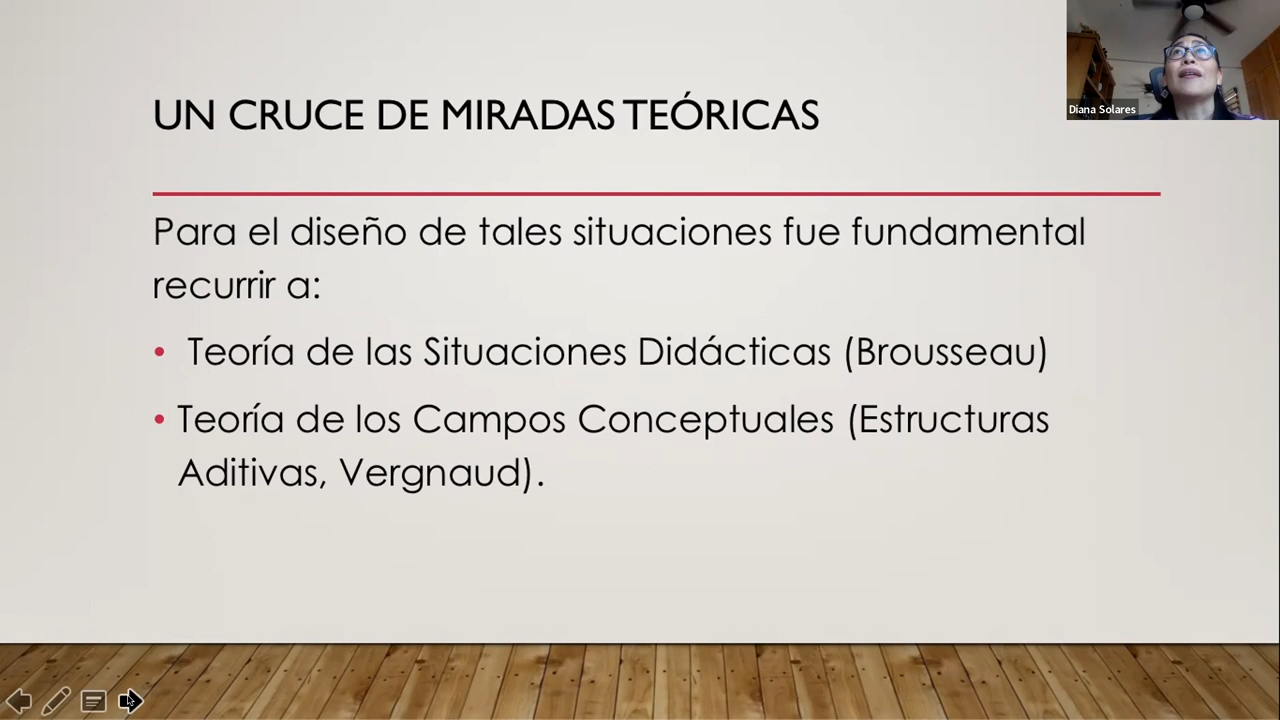 Diana Solares
UN CRUCE DE MIRADAS TEÓRICAS
Para el diseño de tales situaciones fue fundamental
recurrir a:
• Teoría de las Situaciones Didácticas (Brousseau)
• Teoría de los Campos Conceptuales (Estructuras
Aditivas, Vergnaud).